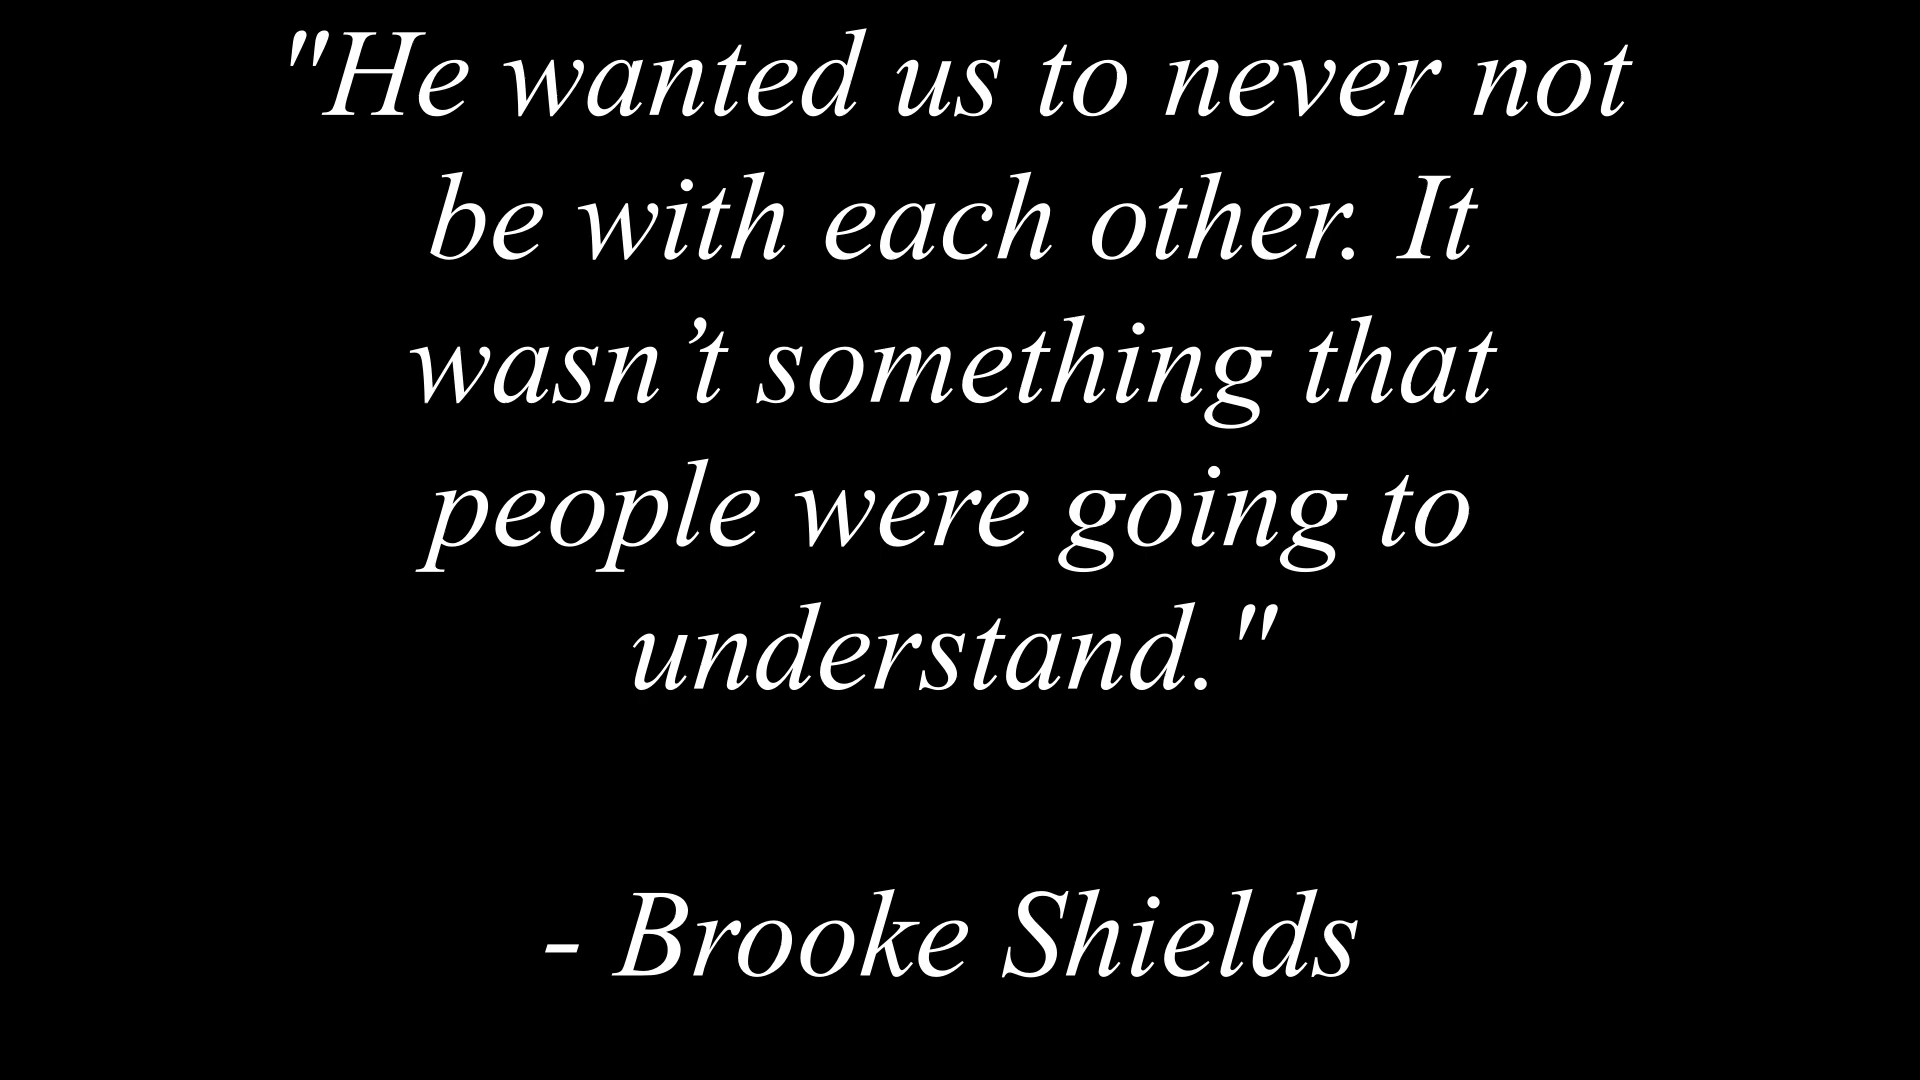 "He wanted us to never not
be with each other. It
wasn’t something that
people were going to
understand."
- Brooke Shields